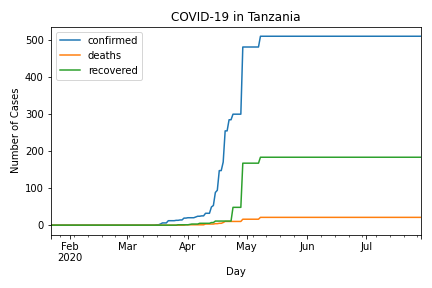 COVID-19 in Tanzania
confirmed
deaths
recovered
Number of Cases
500
400
300
200
100
0
Feb
2020
Mar
Apr
May
Jun
Jul
Day